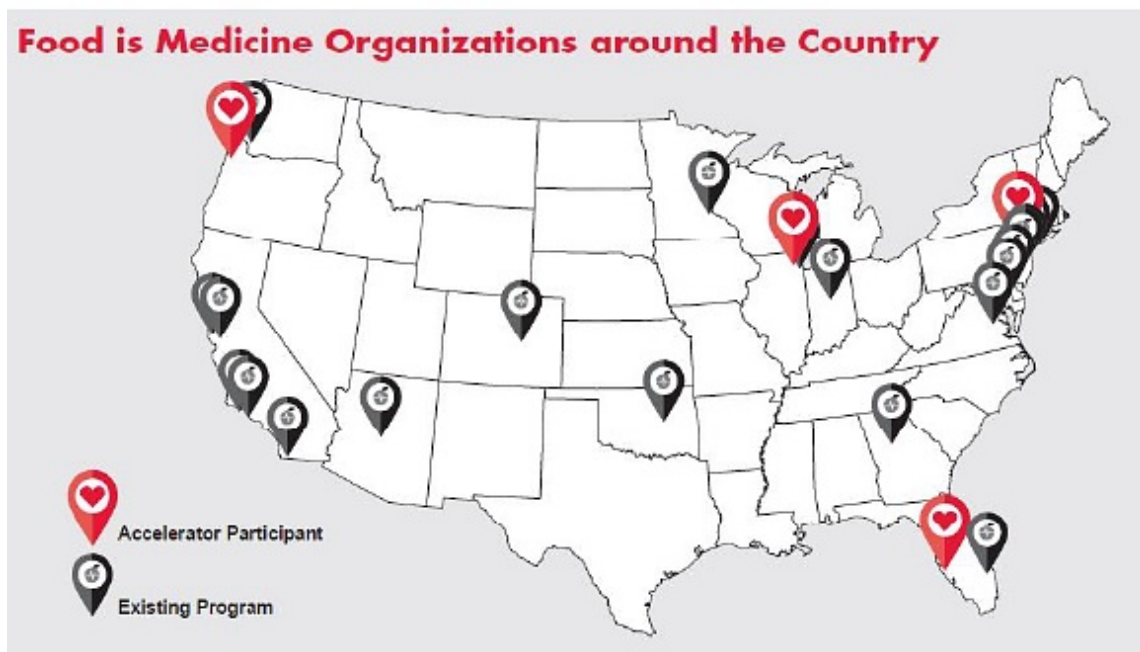 Food is Medicine Organizations around the Country
Accelerator Participant
Existing Program